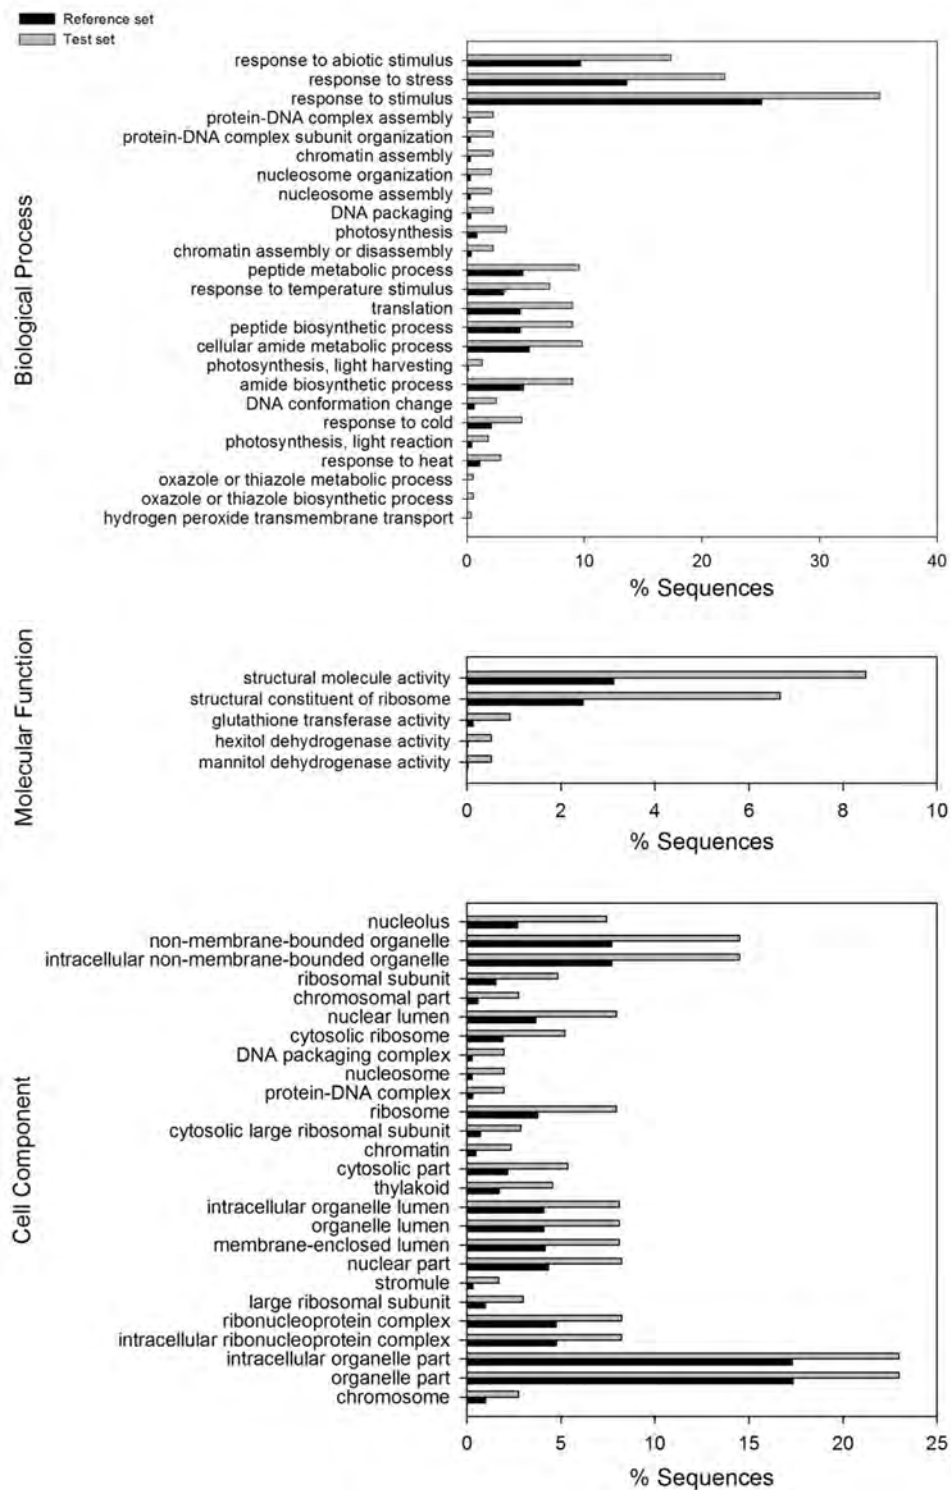 Reference set
Test set
Biological Process
response to abiotic stimulus
response to stress
response to stimulus
protein-DNA complex assembly
protein-DNA complex subunit organization
chromatin assembly
nucleosome organization
nucleosome assembly
DNA packaging
photosynthesis
chromatin assembly or disassembly
peptide metabolic process
response to temperature stimulus
translation
peptide biosynthetic process
cellular amide metabolic process
photosynthesis, light harvesting
amide biosynthetic process
DNA conformation change
response to cold
photosynthesis, light reaction
response to heat
oxazole or thiazole metabolic process
oxazole or thiazole biosynthetic process
hydrogen peroxide transmembrane transport
0 10 20 30 40
% Sequences
Molecular Function
structural molecule activity
structural constituent of ribosome
glutathione transferase activity
hexitol dehydrogenase activity
mannitol dehydrogenase activity
0 2 4 6 8 10
% Sequences
Cell Component
nucleolus
non-membrane-bounded organelle
intracellular non-membrane-bounded organelle
ribosomal subunit
chromosomal part
nuclear lumen
cytosolic ribosome
DNA packaging complex
nucleosome
protein-DNA complex
ribosome
cytosolic large ribosomal subunit
chromatin
cytosolic part
thylakoid
intracellular organelle lumen
organelle lumen
membrane-enclosed lumen
nuclear part
stromule
large ribosomal subunit
ribonucleoprotein complex
intracellular ribonucleoprotein complex
intracellular organelle part
organelle part
chromosome
0 5 10 15 20 25
% Sequences